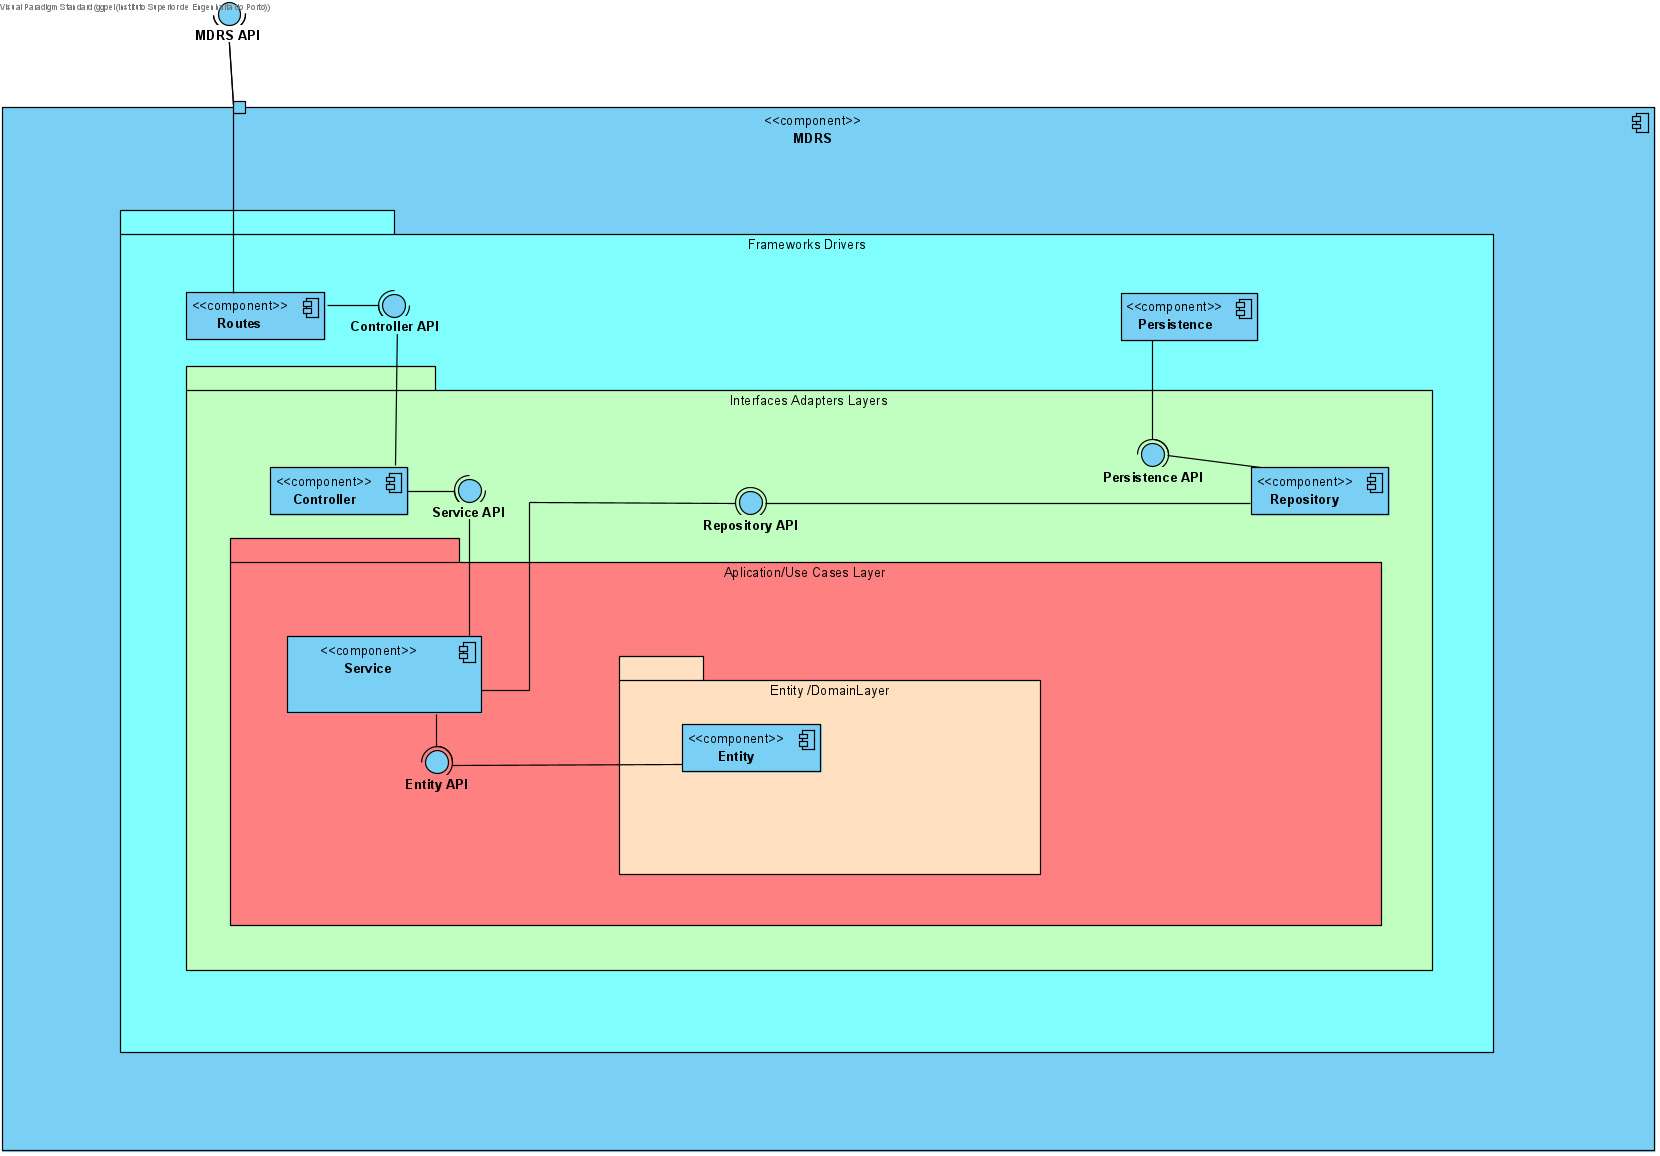 Visual Paradigm Standard(ggpel(Instituto Superior de Engenharia do Porto))
MDRS API
<<component>>
MDRS
Frameworks Drivers
<<component>>
Routes
Controller API
<<component>>
Persistence
Interfaces Adapters Layers
<<component>>
Controller
Service API
Repository API
Persistence API
<<component>>
Repository
Aplication/Use Cases Layer
<<component>>
Service
Entity /DomainLayer
<<component>>
Entity
Entity API